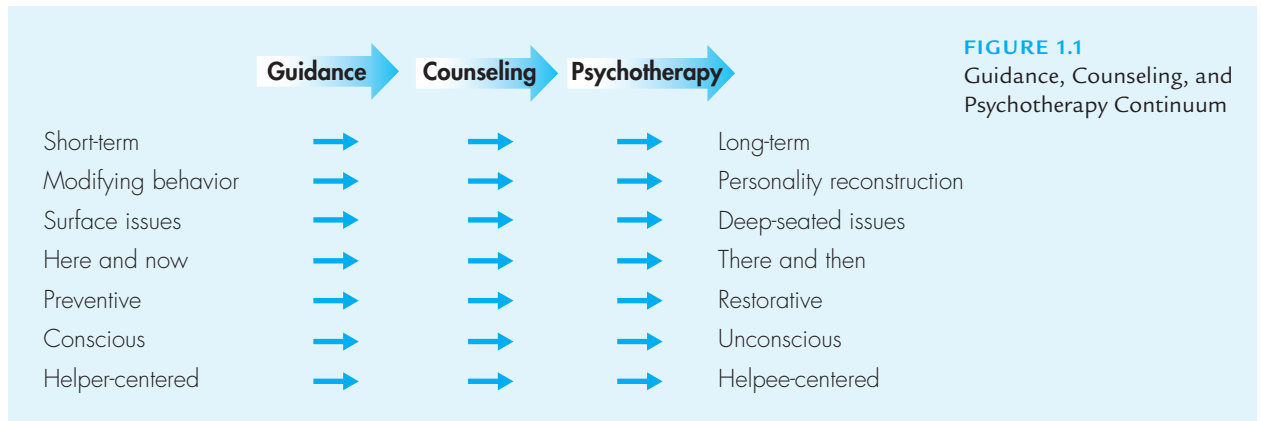 Guidance Counseling Psychotherapy
FIGURE 1.1
Guidance, Counseling, and
Psychotherapy Continuum
Short-term Long-term
Modifying behavior Personality reconstruction
Surface issues Deep-seated issues
Here and now There and then
Preventive Restorative
Conscious Unconscious
Helper-centered Helpee-centered